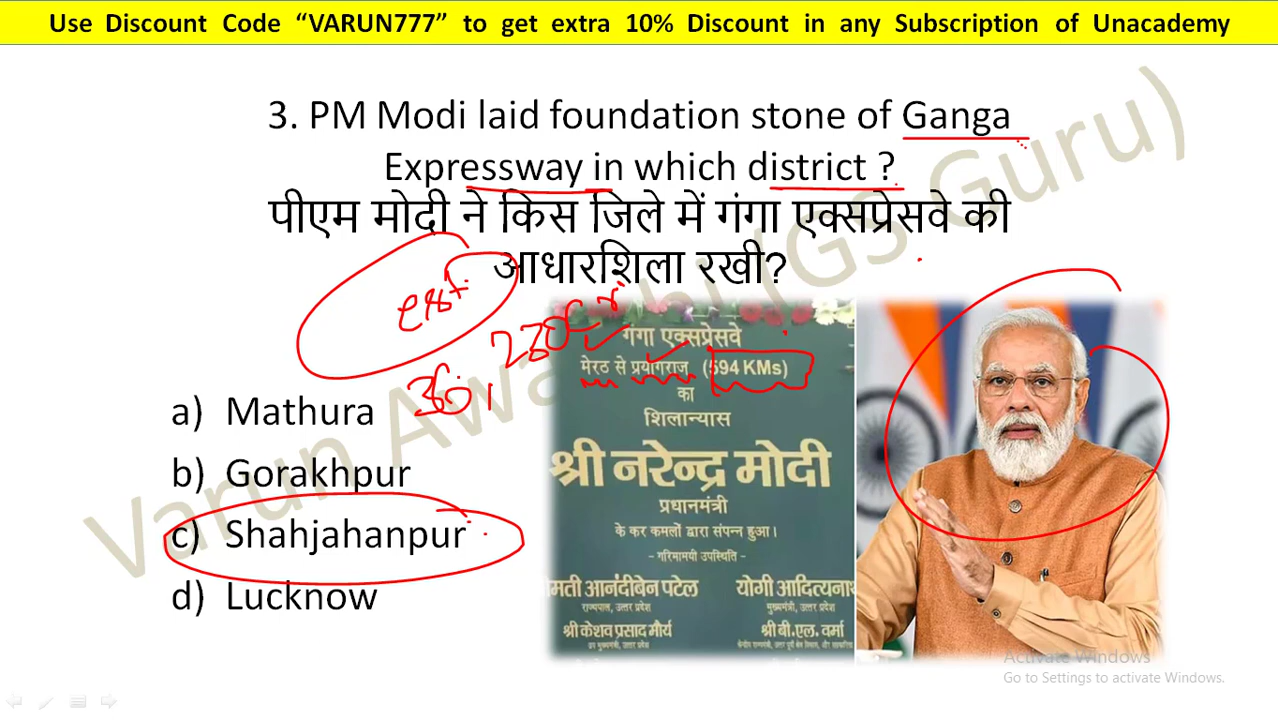 Use Discount Code “VARUN777” to get extra 10% Discount in any Subscription of Unacademy
3. PM Modi laid foundation stone of Ganga
Expressway in which district ?
पीएम मोदी ने किस जिले में गंगा एक्सप्रेसवे की
आधारशिला रखी?
a) Mathura
b) Gorakhpur
c) Shahjahanpur
d) Lucknow
गंगा एक्सप्रेसवे
मेरठ से प्रयागराज (594 KMs)
का
शिलान्यास
श्री नरेन्द्र मोदी
प्रधानमंत्री
के कर कमलों द्वारा सम्पन्न हुआ।
- गरिमामयी उपस्थिति -
आनंदीबेन पटेल
राज्यपाल, उत्तर प्रदेश
योगी आदित्यनाथ
मुख्यमंत्री, उत्तर प्रदेश
श्री केशव प्रसाद मौर्य
श्री बी.एल. वर्मा
Varun Awasthi (GS Guru)
Activate Windows
Go to Settings to activate Windows.